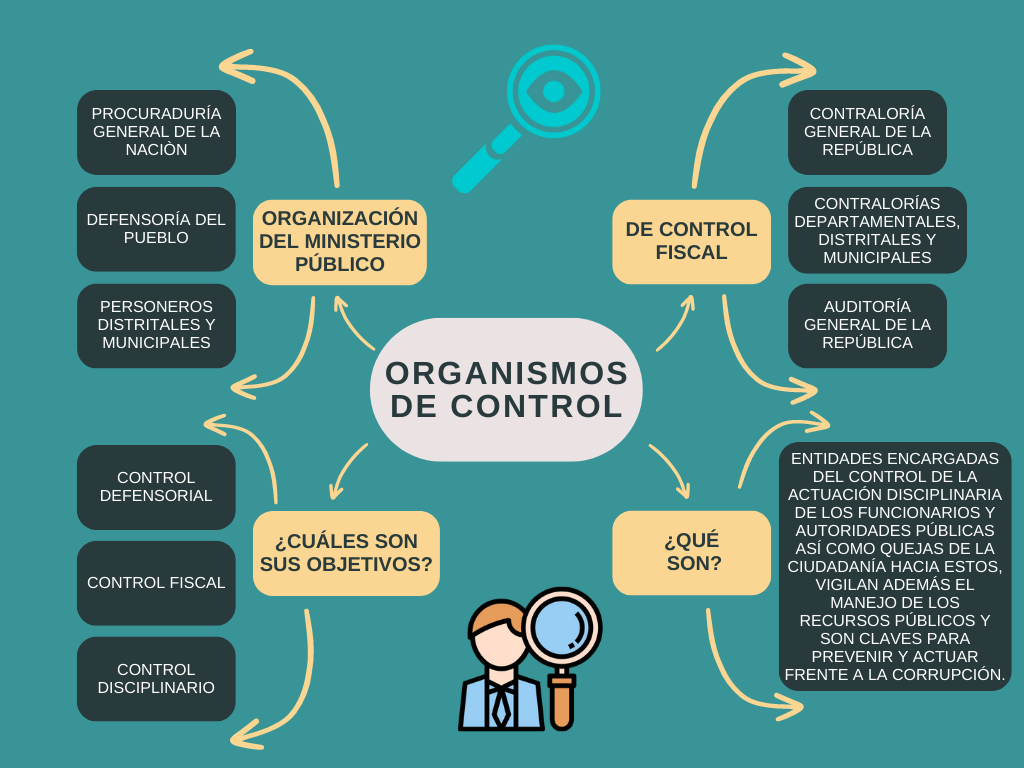 PROCURADURÍA
GENERAL DE LA
NACIÒN
DEFENSORÍA DEL
PUEBLO
PERSONEROS
DISTRITALES Y
MUNICIPALES
ORGANIZACIÓN
DEL MINISTERIO
PÚBLICO
DE CONTROL
FISCAL
CONTRALORÍA
GENERAL DE LA
REPÚBLICA
CONTRALORÍAS
DEPARTAMENTALES,
DISTRITALES Y
MUNICIPALES
AUDITORÍA
GENERAL DE LA
REPÚBLICA
ORGANISMOS
DE CONTROL
CONTROL
DEFENSORIAL
CONTROL FISCAL
CONTROL
DISCIPLINARIO
¿CUÁLES SON
SUS OBJETIVOS?
¿QUÉ
SON?
ENTIDADES ENCARGADAS
DEL CONTROL DE LA
ACTUACIÓN DISCIPLINARIA
DE LOS FUNCIONARIOS Y
AUTORIDADES PÚBLICAS
ASÍ COMO QUEJAS DE LA
CIUDADANÍA HACIA ESTOS,
VIGILAN ADEMÁS EL
MANEJO DE LOS
RECURSOS PÚBLICOS Y
SON CLAVES PARA
PREVENIR Y ACTUAR
FRENTE A LA CORRUPCIÓN.